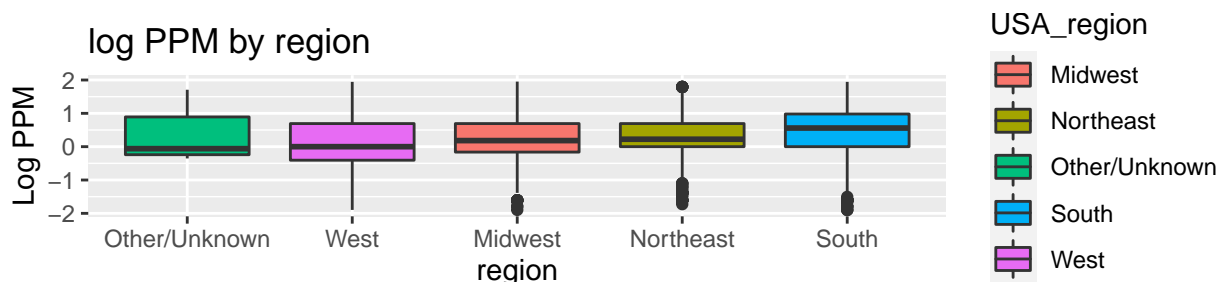 log PPM by region
Log PPM
2
1
0
−1
−2
Other/Unknown
West
Midwest
Northeast
South
region
USA_region
Midwest
Northeast
Other/Unknown
South
West